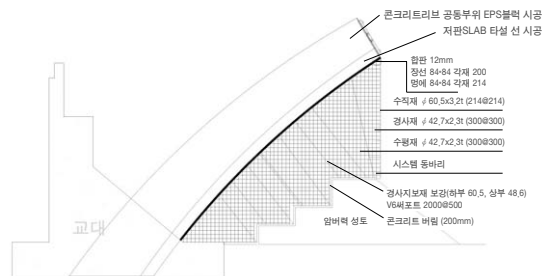 콘크리트리브 공동부위 EPS블럭 시공
저판SLAB 타설 선 시공
합판 12mm
장선 84*84 각재 200
멍에 84*84 각재 214
수직재 ∮60,5x3,2t (214@214)
경사재 ∮42,7x2,3t (300@300)
수평재 ∮42,7x2,3t (300@300)
시스템 동바리
경사지보재 보강(하부 60,5, 상부 48,6)
V6써포트 2000@500
암버력 성토
콘크리트 버림 (200mm)
교대